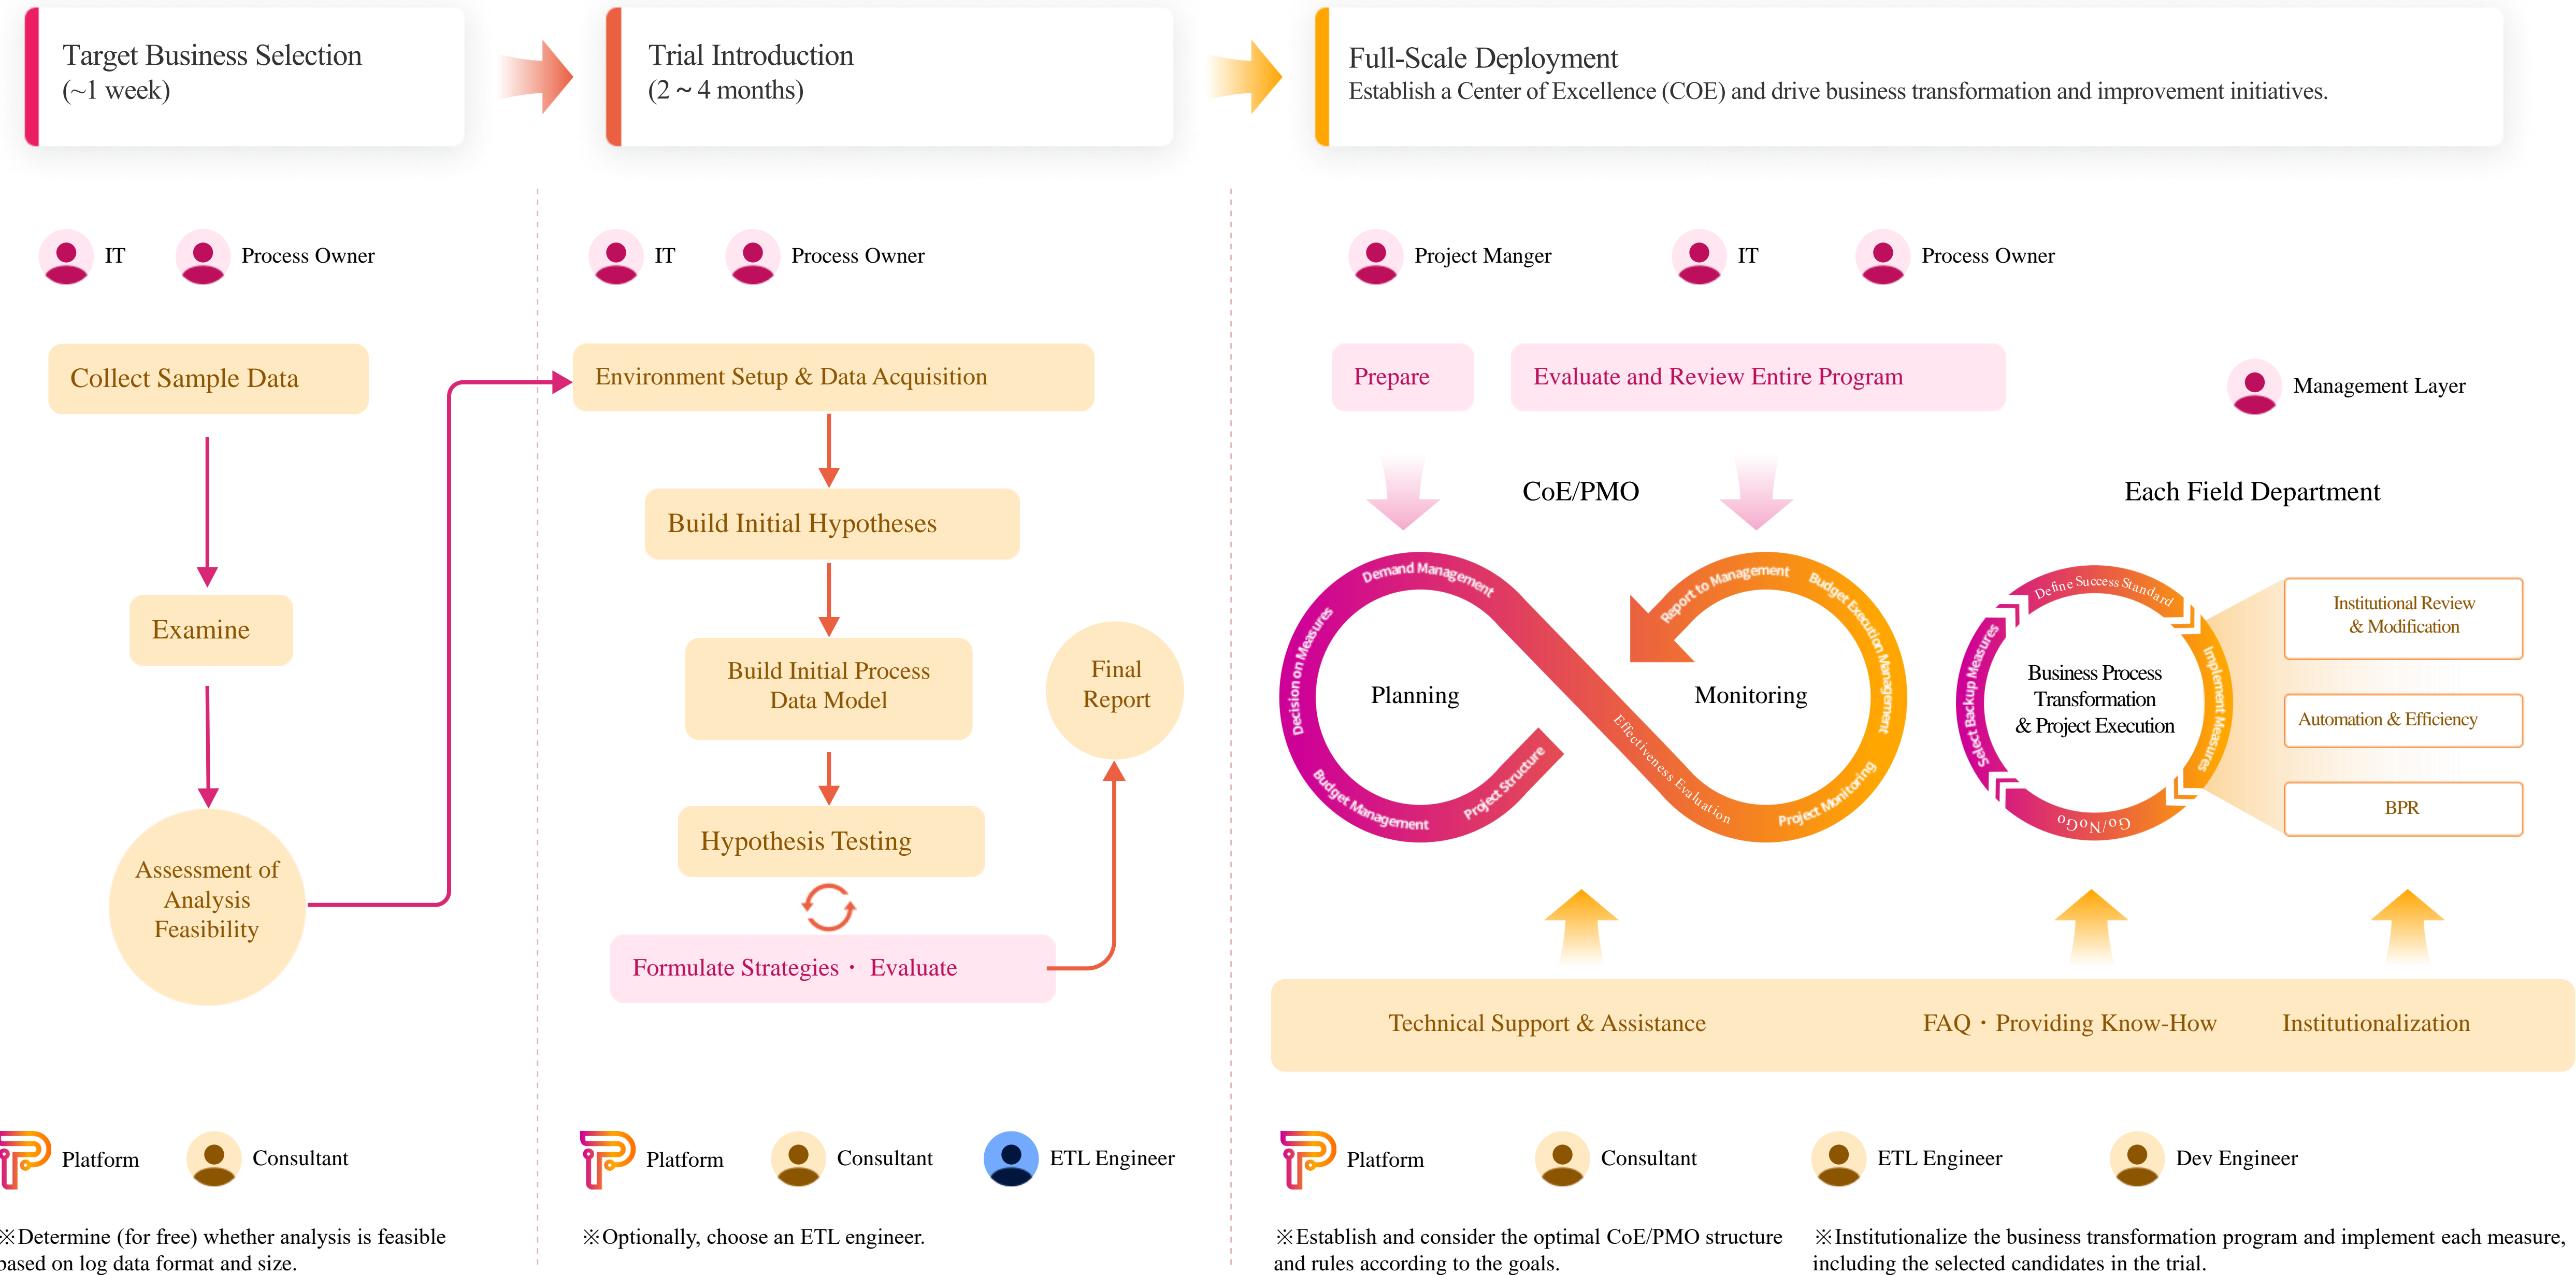 Target Business Selection
(~1 week)
Trial Introduction
(2 ~ 4 months)
Full-Scale Deployment
Establish a Center of Excellence (COE) and drive business transformation and improvement initiatives.
IT
Process Owner
Collect Sample Data
Examine
Assessment of
Analysis
Feasibility
Platform
Consultant
※Determine (for free) whether analysis is feasible
based on log data format and size.
IT
Process Owner
Environment Setup & Data Acquisition
Build Initial Hypotheses
Build Initial Process
Data Model
Hypothesis Testing
Formulate Strategies・ Evaluate
Final
Report
Platform
Consultant
ETL Engineer
※Optionally, choose an ETL engineer.
Project Manger
IT
Process Owner
Prepare
Evaluate and Review Entire Program
Management Layer
CoE/PMO
Each Field Department
Demand Management
Decision on Measures
Budget Management
Project Structure
Planning
Effectiveness Evaluation
Report to Management
Budget Execution Management
Project Monitoring
Monitoring
Define Success Standard
Implement Measures
Go/NoGo
Select Backup Measures
Business Process
Transformation
& Project Execution
Institutional Review
& Modification
Automation & Efficiency
BPR
Technical Support & Assistance
FAQ・Providing Know-How
Institutionalization
Platform
Consultant
ETL Engineer
Dev Engineer
※Establish and consider the optimal CoE/PMO structure
and rules according to the goals.
※Institutionalize the business transformation program and implement each measure,
including the selected candidates in the trial.